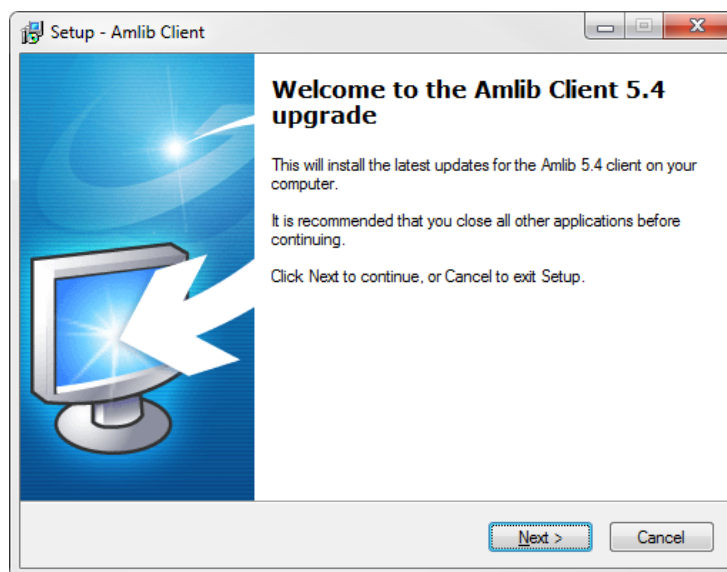 Setup - Amlib Client
Welcome to the Amlib Client 5.4
upgrade
This will install the latest updates for the Amlib 5.4 client on your
computer.
It is recommended that you close all other applications before
continuing.
Click Next to continue, or Cancel to exit Setup.
Next >
Cancel